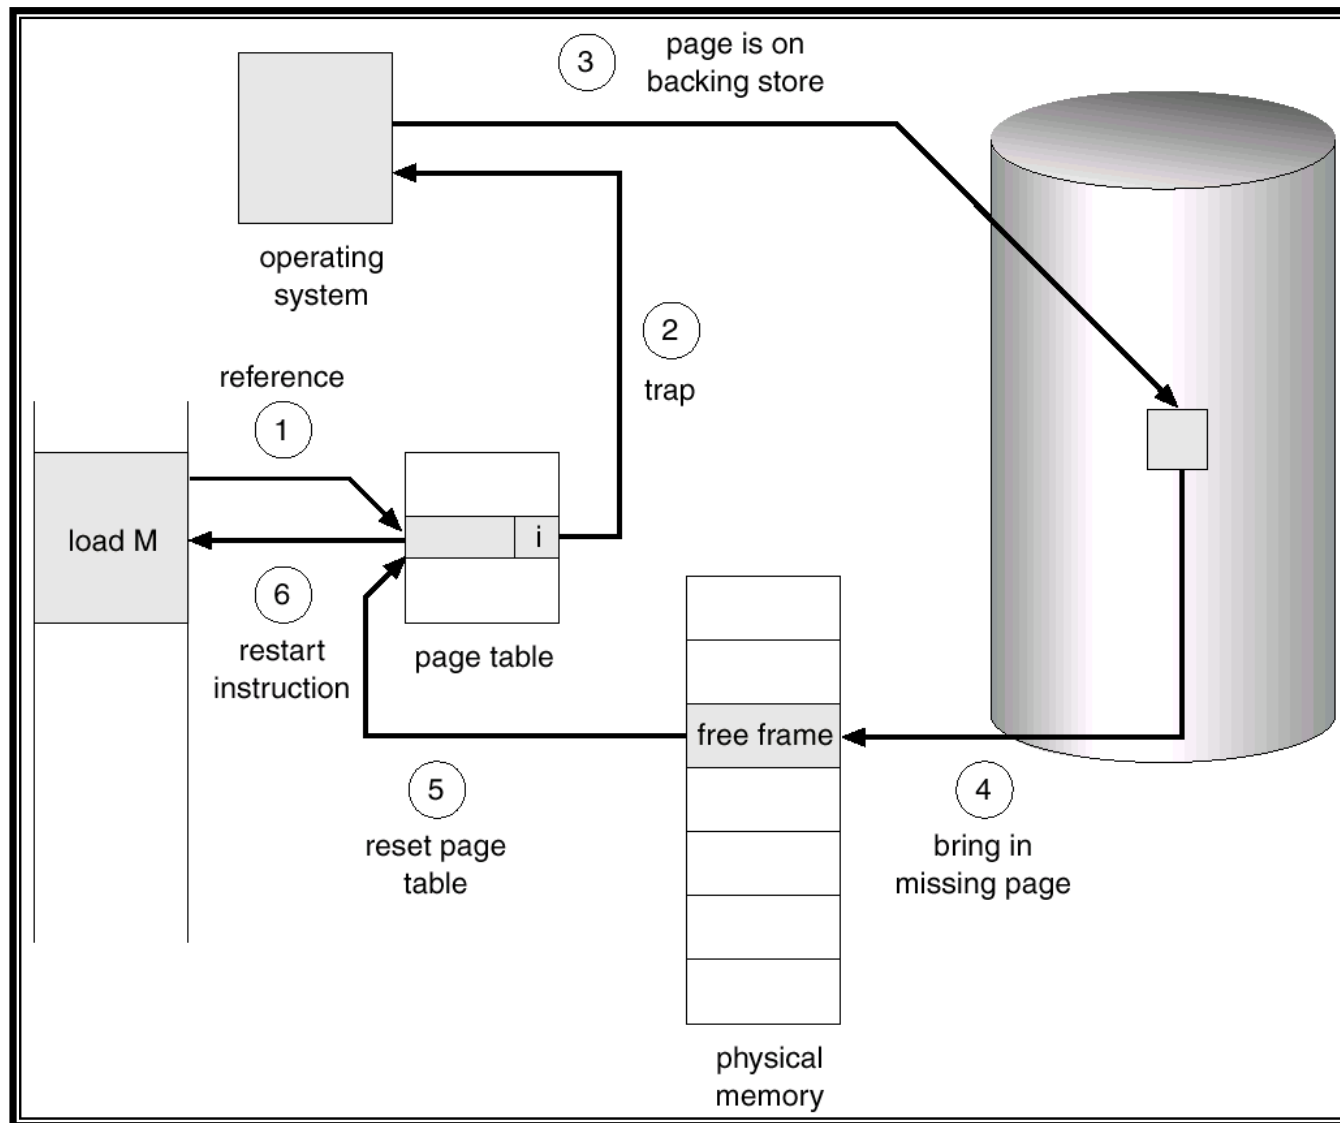 3
page is on
backing store
operating
system
2
trap
reference
1
load M
i
6
restart
instruction
page table
free frame
5
reset page
table
4
bring in
missing page
physical
memory